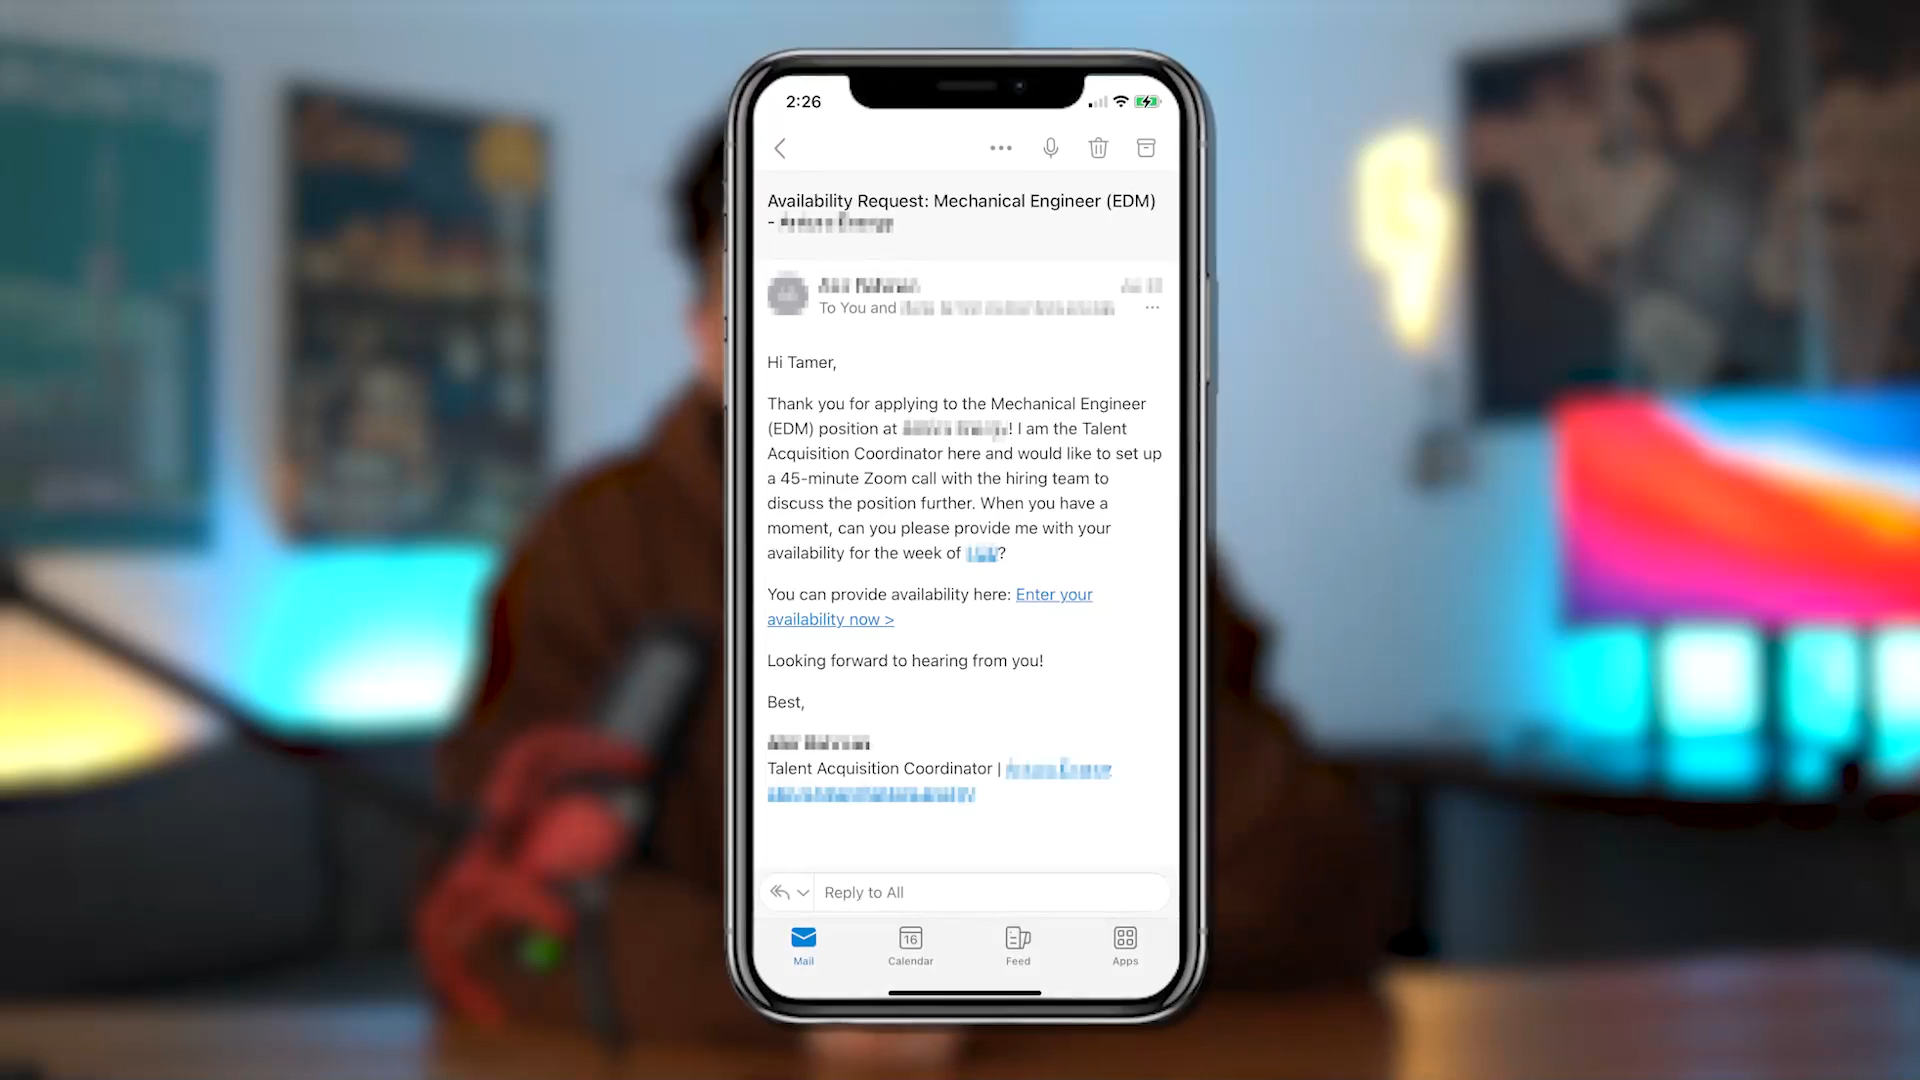 2:26
Availability Request: Mechanical Engineer (EDM)
-
To You and
Hi Tamer,
Thank you for applying to the Mechanical Engineer
(EDM) position at ! I am the Talent
Acquisition Coordinator here and would like to set up
a 45-minute Zoom call with the hiring team to
discuss the position further. When you have a
moment, can you please provide me with your
availability for the week of ?
You can provide availability here: Enter your
availability now >
Looking forward to hearing from you!
Best,
Talent Acquisition Coordinator |
Reply to All
16
Mail Calendar Feed Apps